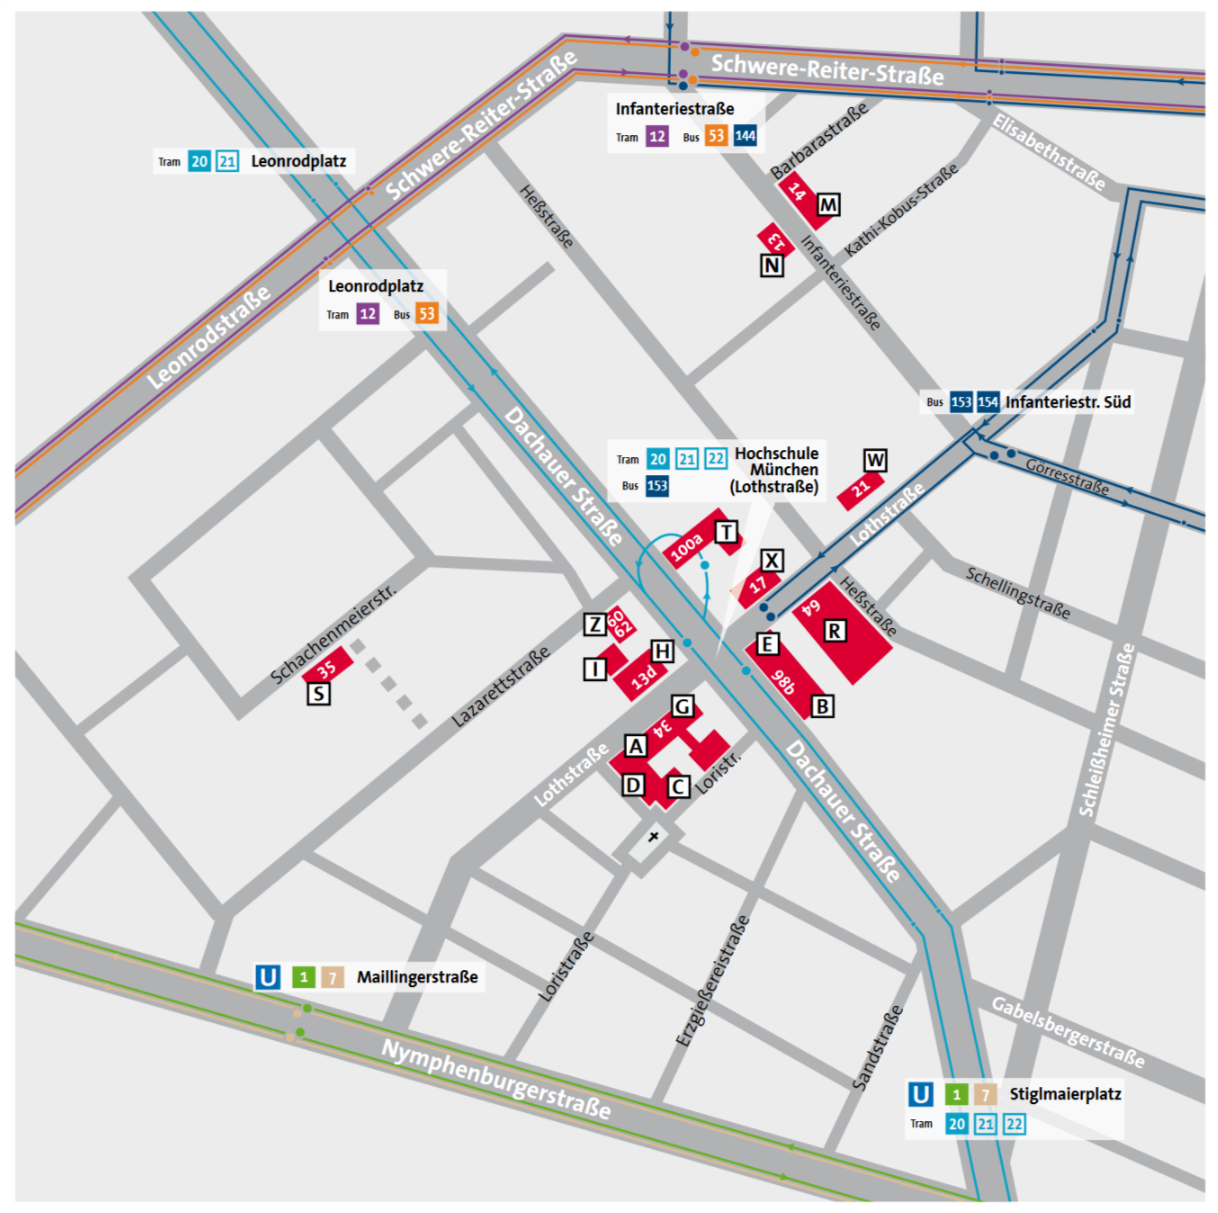 Schwere-Reiter-Straße
Schwere-Reiter-Straße
Infanteriestraße
Tram 12 Bus 53 144
Barbarastraße
Elisabethstraße
Tram 20 21 Leonrodplatz
14
M
Kathi-Kobus-Straße
Heßstraße
13
N
Infanteriestraße
Leonrodplatz
Tram 12 Bus 53
Leonrodstraße
Bus 153 154 Infanteriestr. Süd
Dachauer Straße
Tram 20 21 22 Hochschule
München
Bus 153 (Lothstraße)
W
21
Görresstraße
Lothstraße
T
100a
X
17
Schellingstraße
Heßstraße
64
R
Schachenmeierstr.
35
S
Z
60
62
I
H
13d
E
98b
B
Lazarettstraße
G
34
A
D
C
Loristr.
Lothstraße
Dachauer Straße
Schleißheimer Straße
Loristraße
Erzgießereistraße
Sandstraße
Gabelsbergerstraße
U 1 7 Maillingerstraße
Nymphenburgerstraße
U 1 7 Stiglmaierplatz
Tram 20 21 22